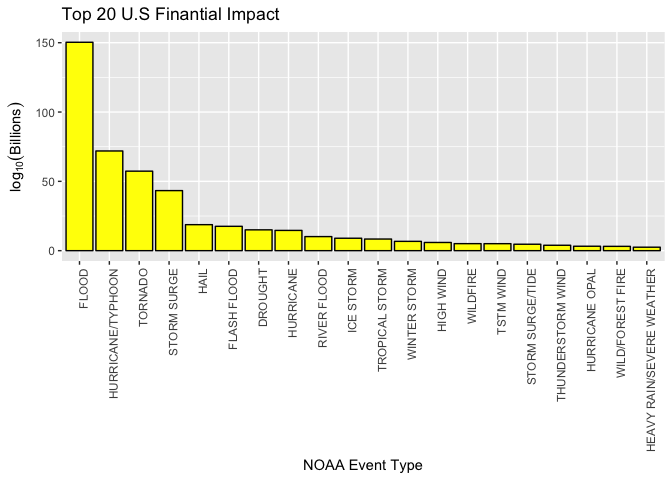 Top 20 U.S Finantial Impact
log₁₀(Billions)
150
100
50
0
FLOOD
HURRICANE/TYPHOON
TORNADO
STORM SURGE
HAIL
FLASH FLOOD
DROUGHT
HURRICANE
RIVER FLOOD
ICE STORM
TROPICAL STORM
WINTER STORM
HIGH WIND
WILDFIRE
TSTM WIND
STORM SURGE/TIDE
THUNDERSTORM WIND
HURRICANE OPAL
WILD/FOREST FIRE
HEAVY RAIN/SEVERE WEATHER
NOAA Event Type